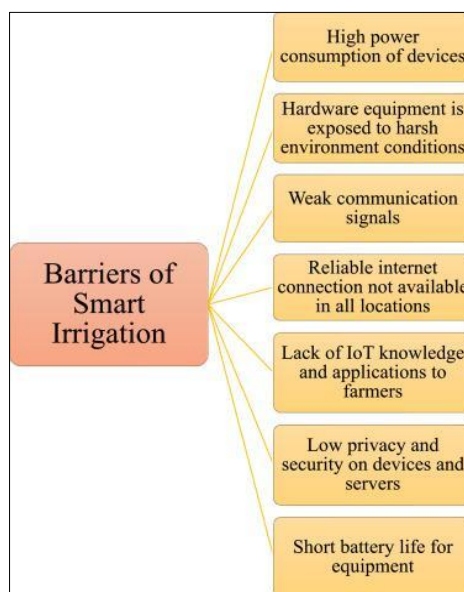 High power
consumption of devices
Hardware equipment is
exposed to harsh
environment conditions
Weak communication
signals
Barriers of
Smart
Irrigation
Reliable internet
connection not available
in all locations
Lack of IoT knowledge
and applications to
farmers
Low privacy and
security on devices and
servers
Short battery life for
equipment